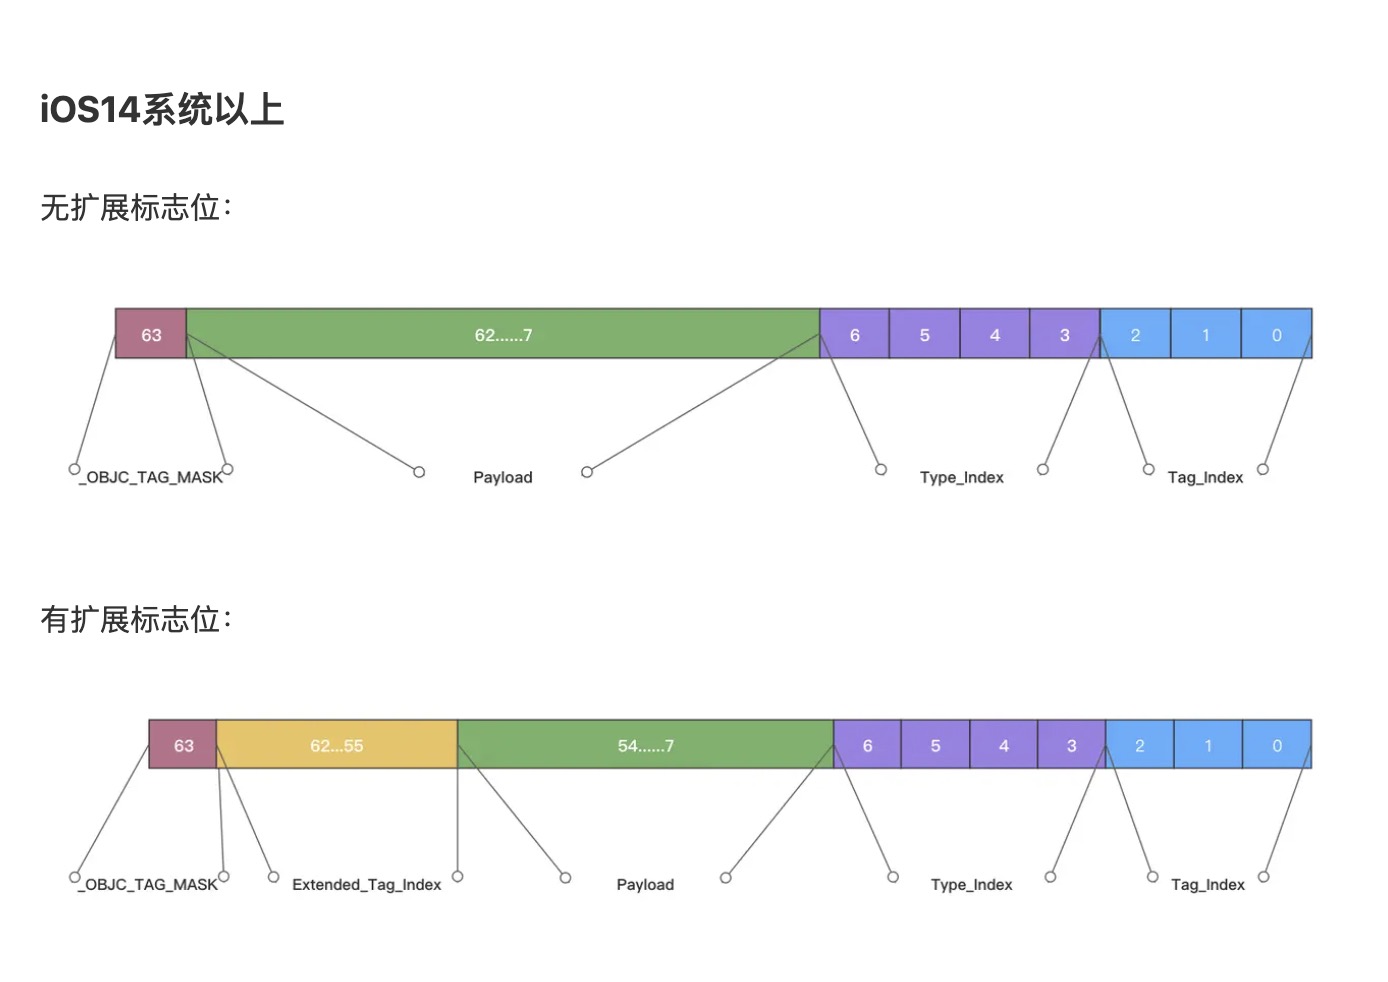 iOS14系统以上
无扩展标志位：
63 62......7 6 5 4 3 2 1 0
_OBJC_TAG_MASK Payload Type_Index Tag_Index
有扩展标志位：
63 62...55 54......7 6 5 4 3 2 1 0
_OBJC_TAG_MASK Extended_Tag_Index Payload Type_Index Tag_Index